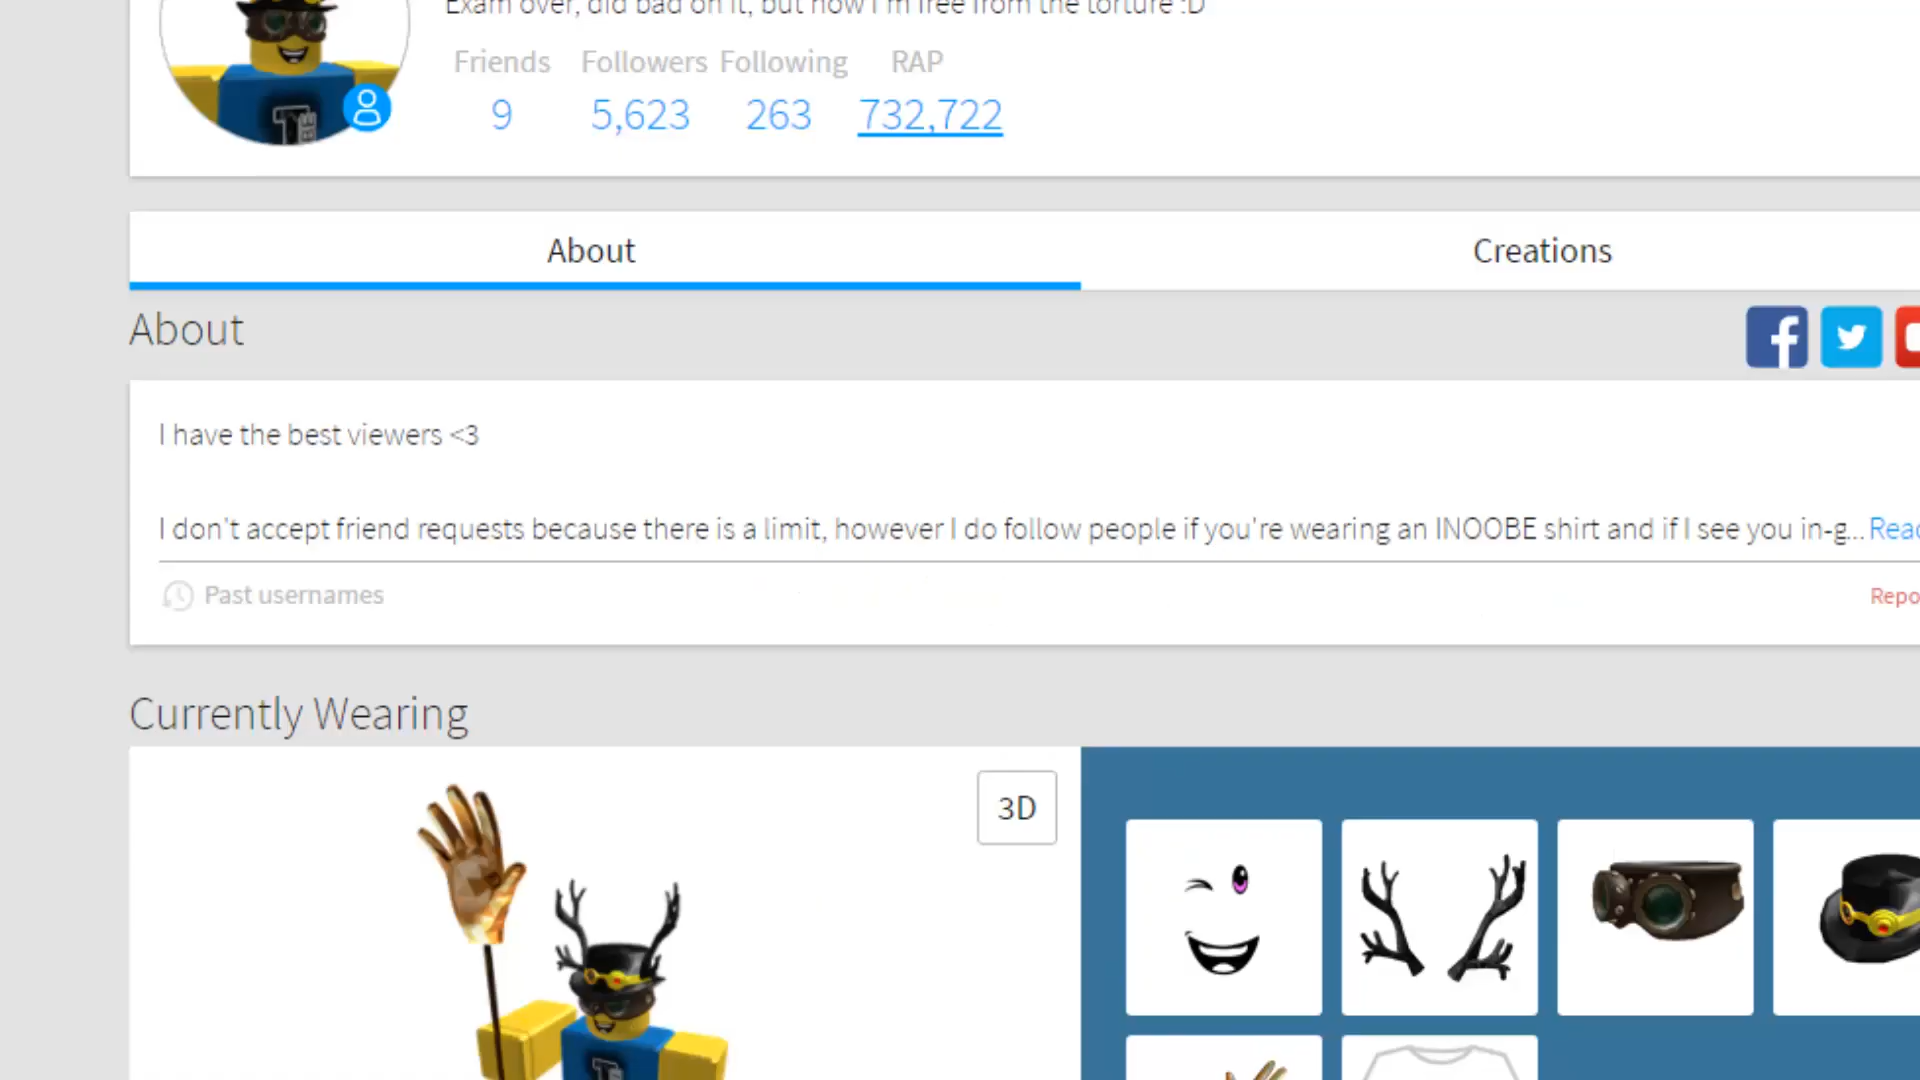 Exam over, did bad on it, but now I'm free from the torture :D
Friends Followers Following RAP
9 5,623 263 732,722
About Creations
About
I have the best viewers <3
I don't accept friend requests because there is a limit, however I do follow people if you're wearing an INOOBE shirt and if I see you in-g... Read
Past usernames Repo
Currently Wearing
3D